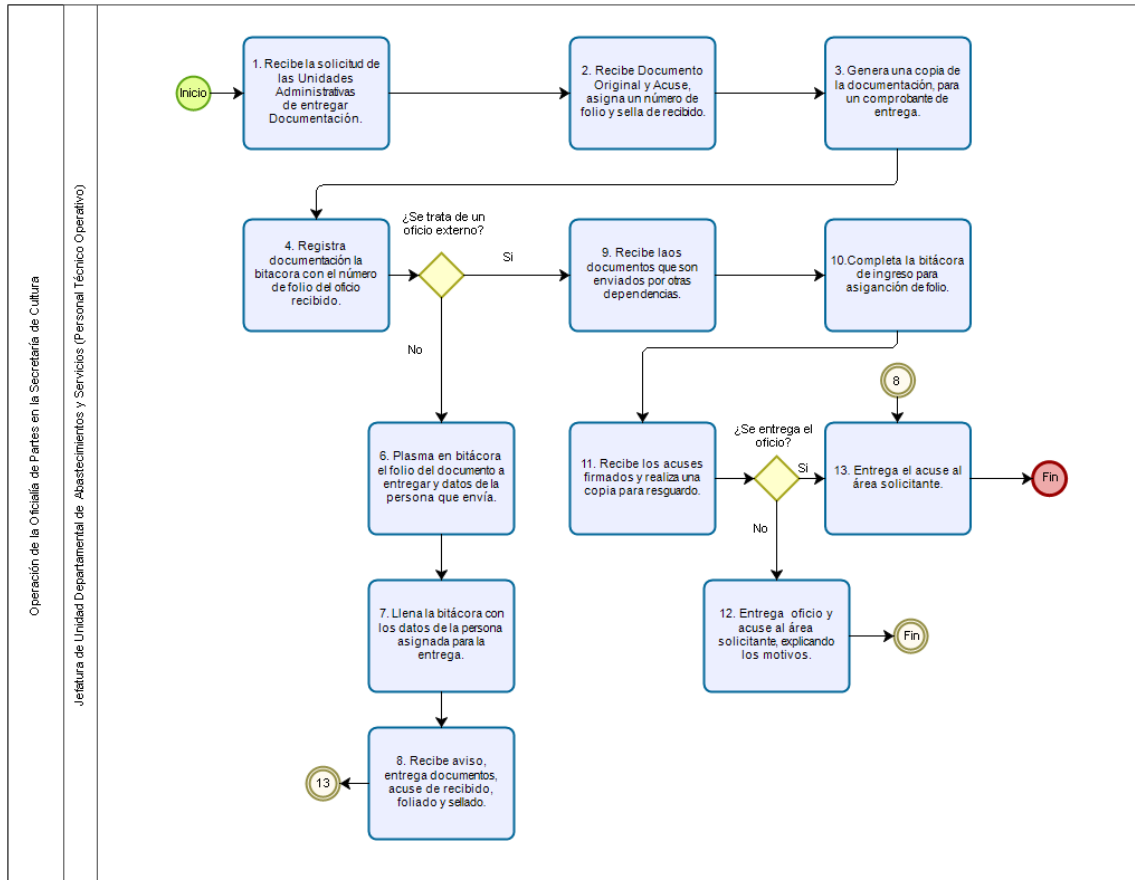 Operación de la Oficialía de Partes en la Secretaría de Cultura
Jefatura de Unidad Departamental de Abastecimientos y Servicios (Personal Técnico Operativo)
Inicio
1. Recibe la solicitud de
las Unidades
Administrativas
de entregar
Documentación.
2. Recibe Documento
Original y Acuse,
asigna un número de
folio y sella de recibido.
3. Genera una copia de
la documentación, para
un comprobante de
entrega.
4. Registra
documentación la
bitacora con el número
de folio del oficio
recibido.
¿Se trata de un
oficio externo?
Si
No
9. Recibe laos
documentos que son
enviados por otras
dependencias.
10.Completa la bitácora
de ingreso para
asigancíón de folio.
8
6. Plasma en bitácora
el folio del documento a
entregar y datos de la
persona que envía.
11. Recibe los acuses
firmados y realiza una
copia para resguardo.
¿Se entrega el
oficio?
Si
No
13. Entrega el acuse al
área solicitante.
Fin
7. Llena la bitácora con
los datos de la persona
asignada para la
entrega.
12. Entrega oficio y
acuse al área
solicitante, explicando
los motivos.
Fin
8. Recibe aviso,
entrega documentos,
acuse de recibido,
foliado y sellado.
13